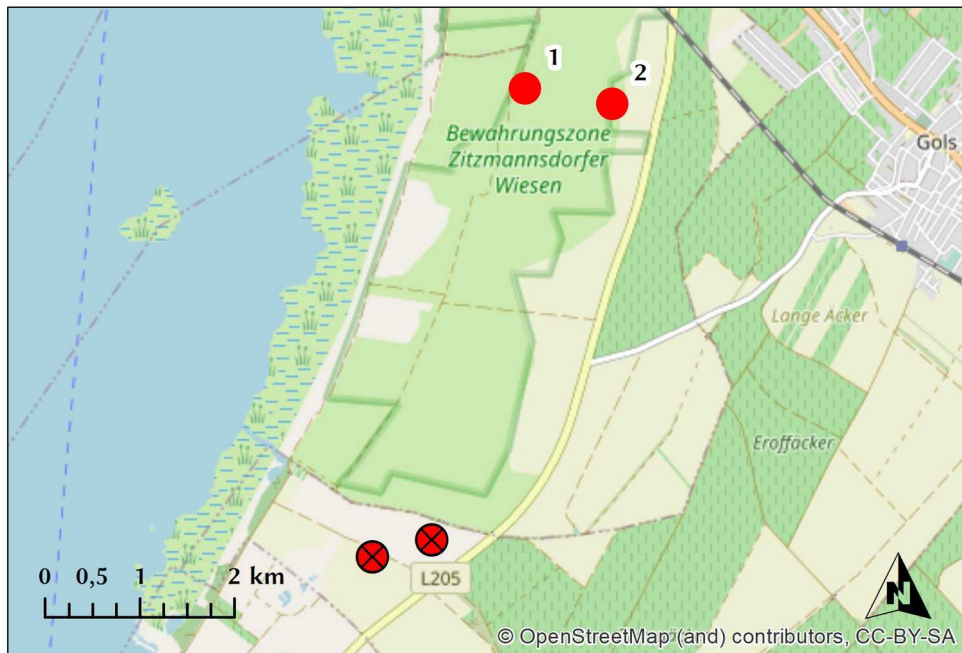 1
2
Bewahrungszone
Zitzmannsdorfer
Wiesen
Gols
Lange Äcker
Eroffäcker
0 0,5 1 2 km
L205
N
© OpenStreetMap (and) contributors, CC-BY-SA